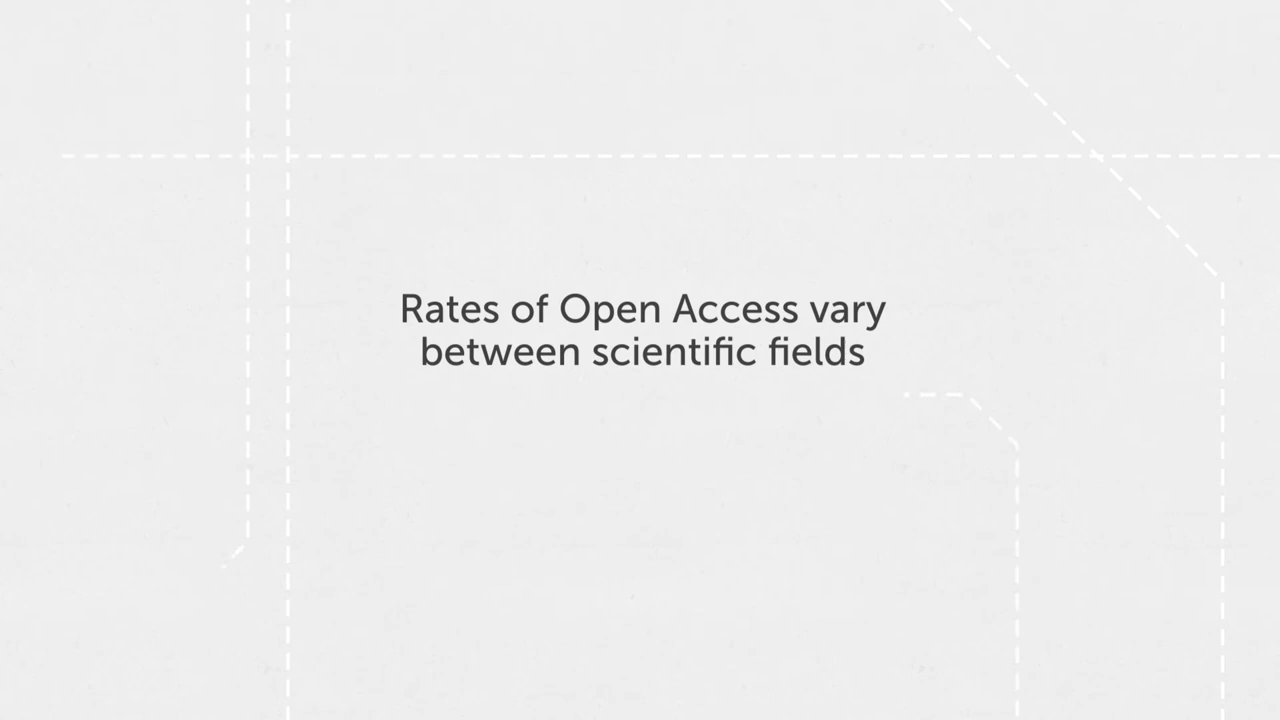 Rates of Open Access vary
between scientific fields